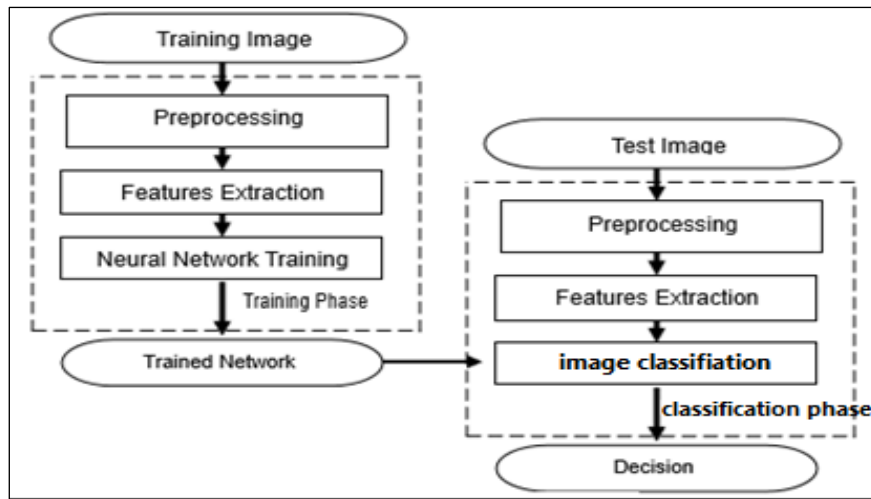 Training Image
Preprocessing
Features Extraction
Neural Network Training
Training Phase
Trained Network
Test Image
Preprocessing
Features Extraction
image classifiation
classification phase
Decision